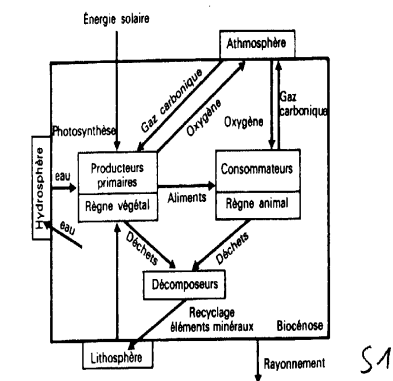 Énergie solaire
Athmosphère
Gaz carbonique
Oxygène
Oxygène
Gaz
carbonique
Photosynthèse
Hydrosphère
eau
eau
Producteurs
primaires
Règne végétal
Aliments
Consommateurs
Règne animal
Déchets
Déchets
Décomposeurs
Recyclage
éléments minéraux
Biocénose
Lithosphère
Rayonnement
S1